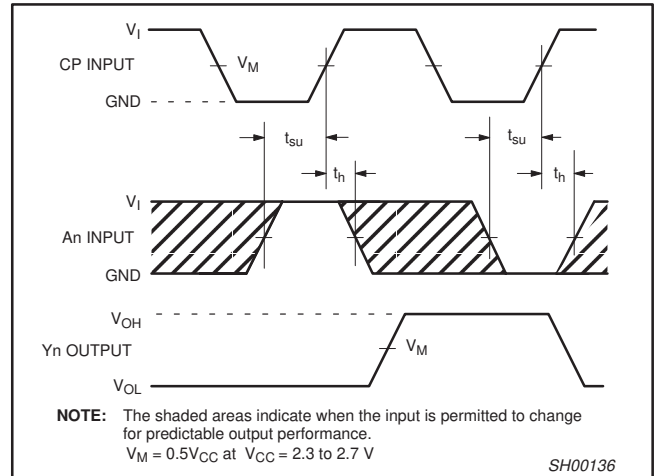 V_I
CP INPUT V_M
GND
t_su t_su
t_h t_h
V_I
An INPUT
GND
V_OH
Yn OUTPUT V_M
V_OL
NOTE: The shaded areas indicate when the input is permitted to change
for predictable output performance.
V_M = 0.5V_CC at V_CC = 2.3 to 2.7 V
SH00136